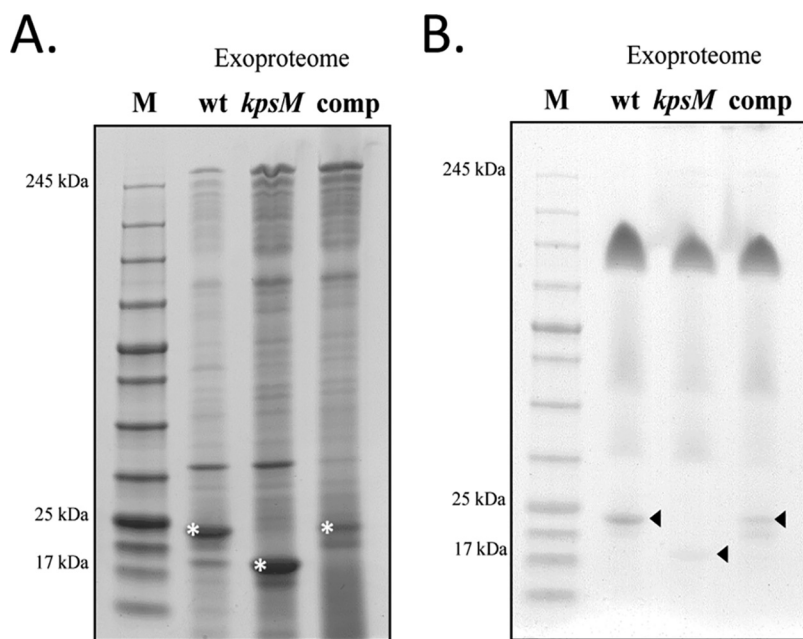 A.
Exoproteome
M wt kpsM comp
245 kDa
25 kDa
17 kDa
*
*
*
B.
Exoproteome
M wt kpsM comp
245 kDa
25 kDa
17 kDa